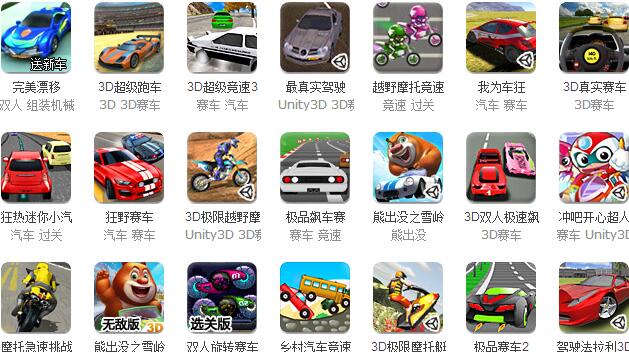 送新车
完美漂移 3D超级跑车 3D超级竞速3 最真实驾驶 越野摩托竞速 我为车狂 3D真实赛车
双人 组装机械 3D 3D赛车 赛车 汽车 Unity3D 3D赛 竞速 过关 汽车 赛车 3D赛车
狂热迷你小汽 狂野赛车 3D极限越野摩 极品飙车赛 熊出没之雪岭 3D双人极速飙 冲吧开心超人
汽车 过关 汽车 赛车 Unity3D 3D赛 赛车 竞速 熊出没 3D赛车 赛车 Unity3D
无敌版 3D 选关版
摩托急速挑战 熊出没之雪岭 双人旋转赛车 乡村汽车竞速 3D极限摩托艇 极品赛车2 驾驶法拉利3D